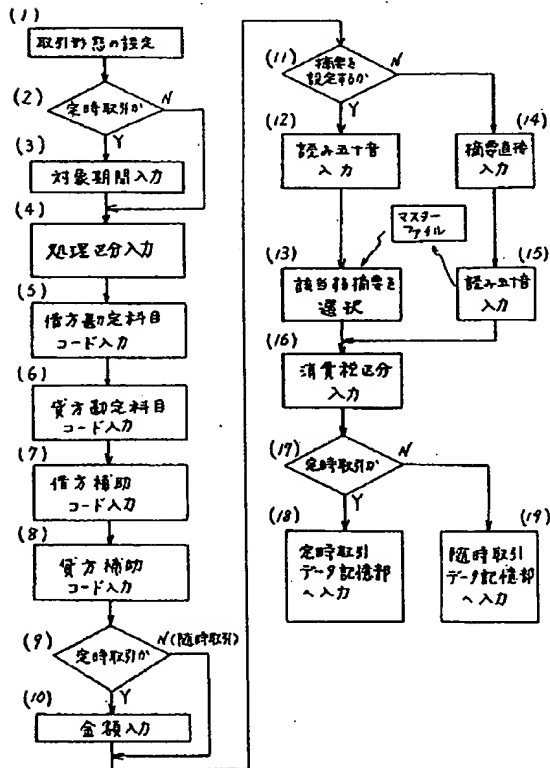 (1)
取引形態の設定
(2)
定時取引か
N
Y
(3)
対象期間入力
(4)
処理区分入力
(5)
借方勘定科目
コード入力
(6)
貸方勘定科目
コード入力
(7)
借方補助
コード入力
(8)
貸方補助
コード入力
(9)
定時取引か
N(随時取引)
Y
(10)
金額入力
(11)
摘要を
設定するか
N
Y
(12)
読み五十音
入力
(13)
該当する摘要を
選択
マスター
ファイル
(14)
摘要直接
入力
(15)
読み五十音
入力
(16)
消費税区分
入力
(17)
定時取引か
N
Y
(18)
定時取引
データ記憶部
へ入力
(19)
随時取引
データ記憶部
へ入力